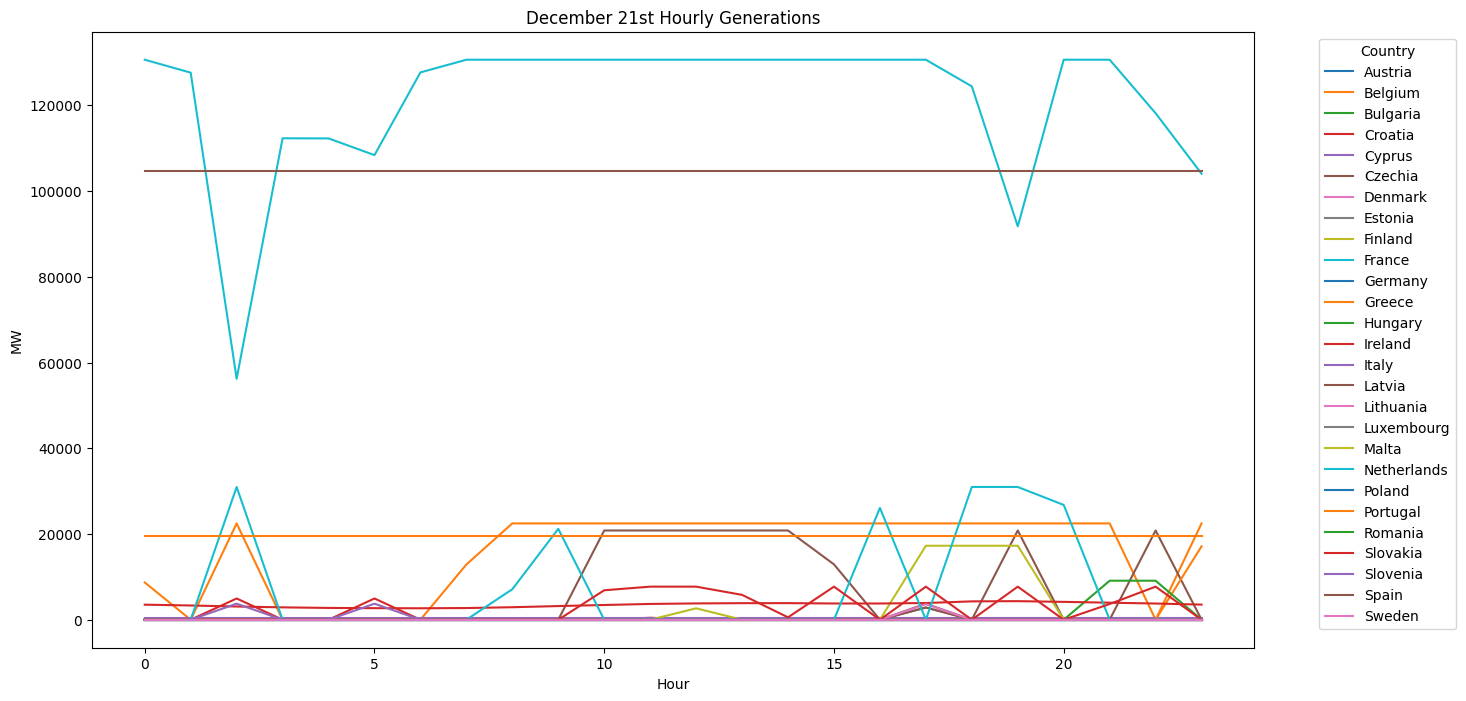 December 21st Hourly Generations
120000
100000
80000
60000
40000
20000
0
MW
0 5 10 15 20
Hour
Country
Austria
Belgium
Bulgaria
Croatia
Cyprus
Czechia
Denmark
Estonia
Finland
France
Germany
Greece
Hungary
Ireland
Italy
Latvia
Lithuania
Luxembourg
Malta
Netherlands
Poland
Portugal
Romania
Slovakia
Slovenia
Spain
Sweden